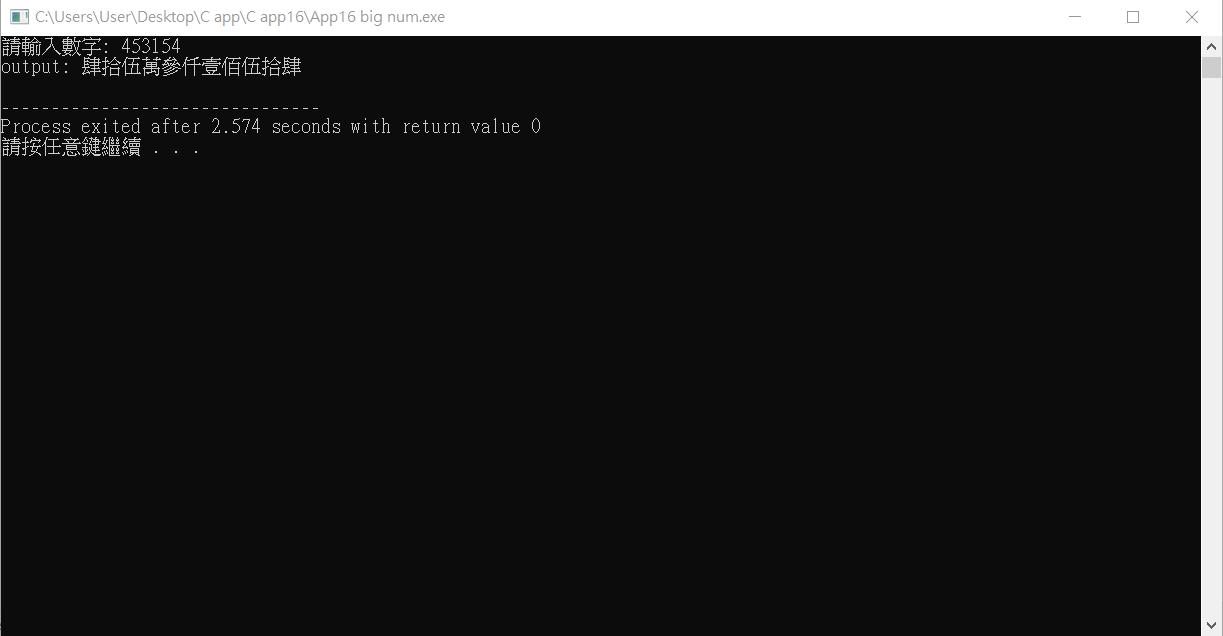 C:\Users\User\Desktop\C app\C app16\App16 big num.exe
請輸入數字: 453154
output: 肆拾伍萬參仟壹佰伍拾肆
--------------------------------
Process exited after 2.574 seconds with return value 0
請按任意鍵繼續 . . .